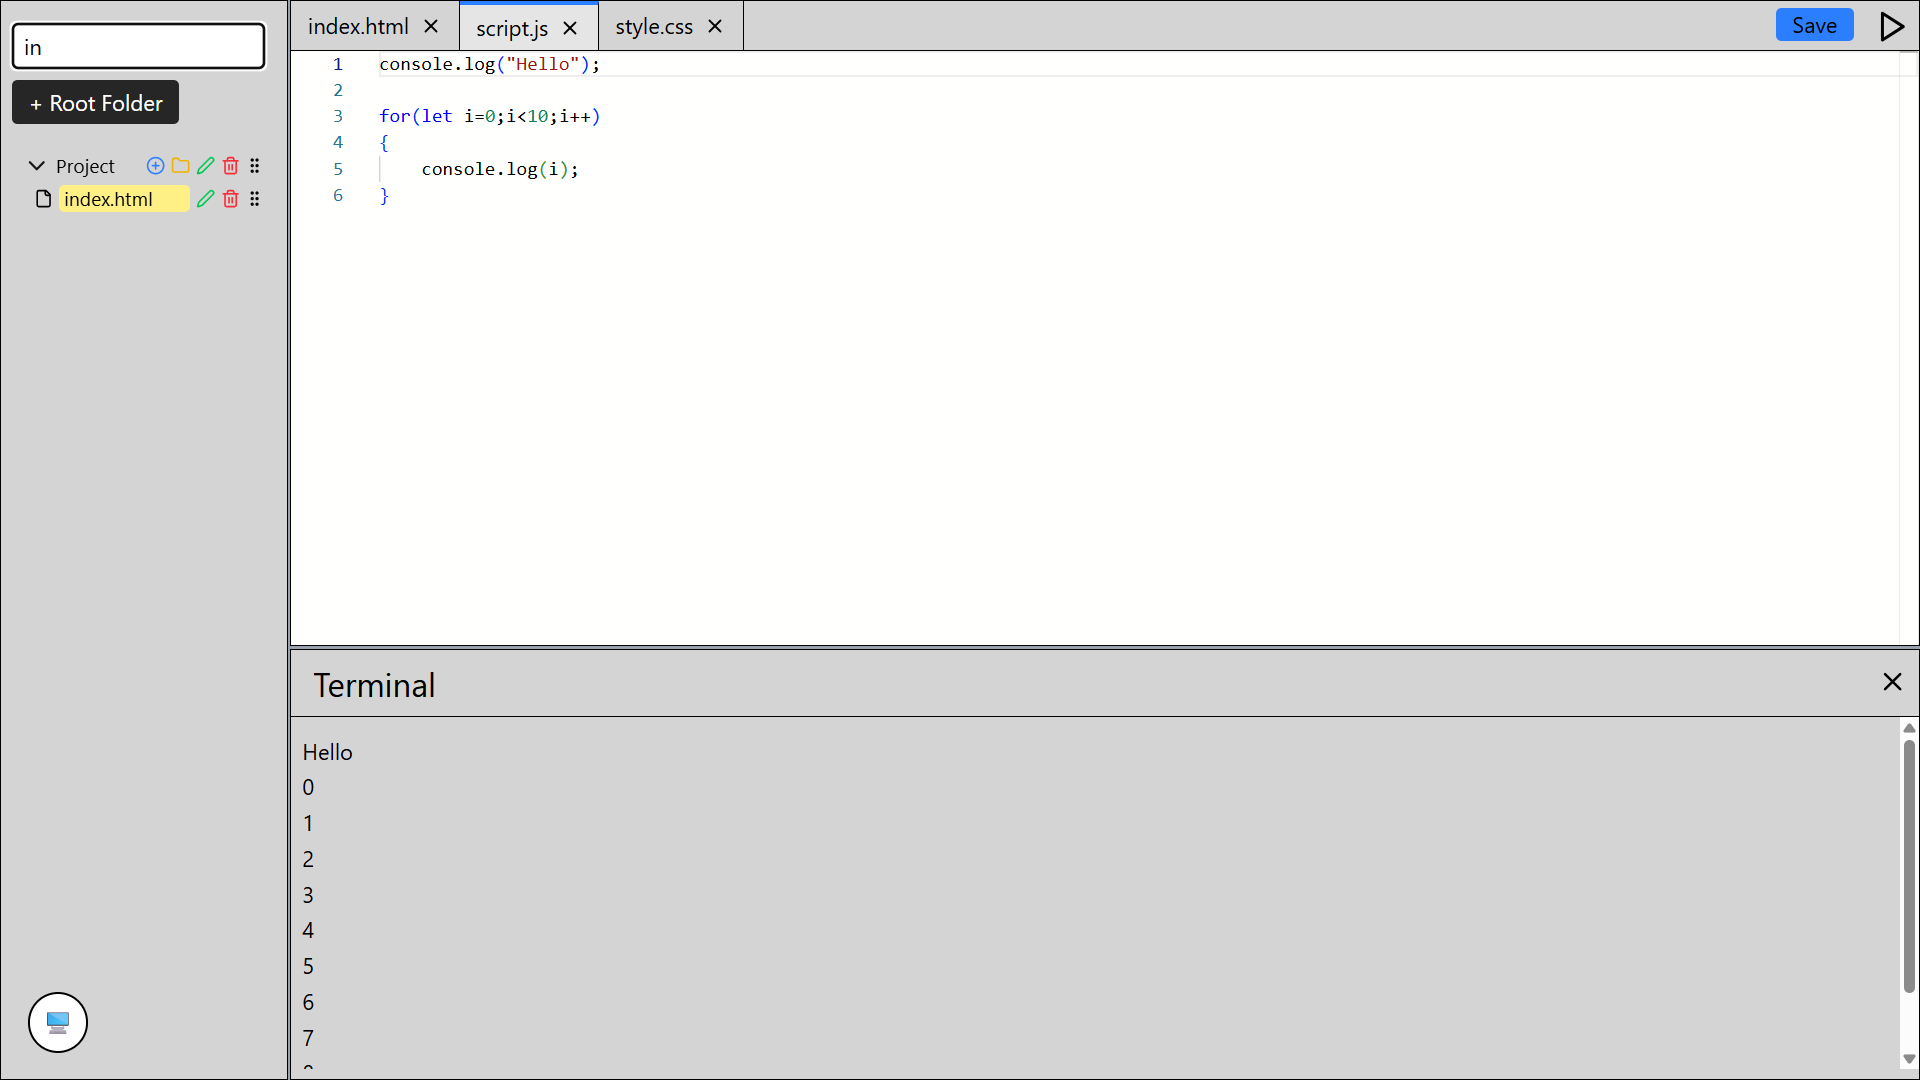 in
+ Root Folder
Project
index.html
index.html
script.js
style.css
Save
1 console.log("Hello");
2
3 for(let i=0;i<10;i++)
4 {
5     console.log(i);
6 }
Terminal
Hello
0
1
2
3
4
5
6
7